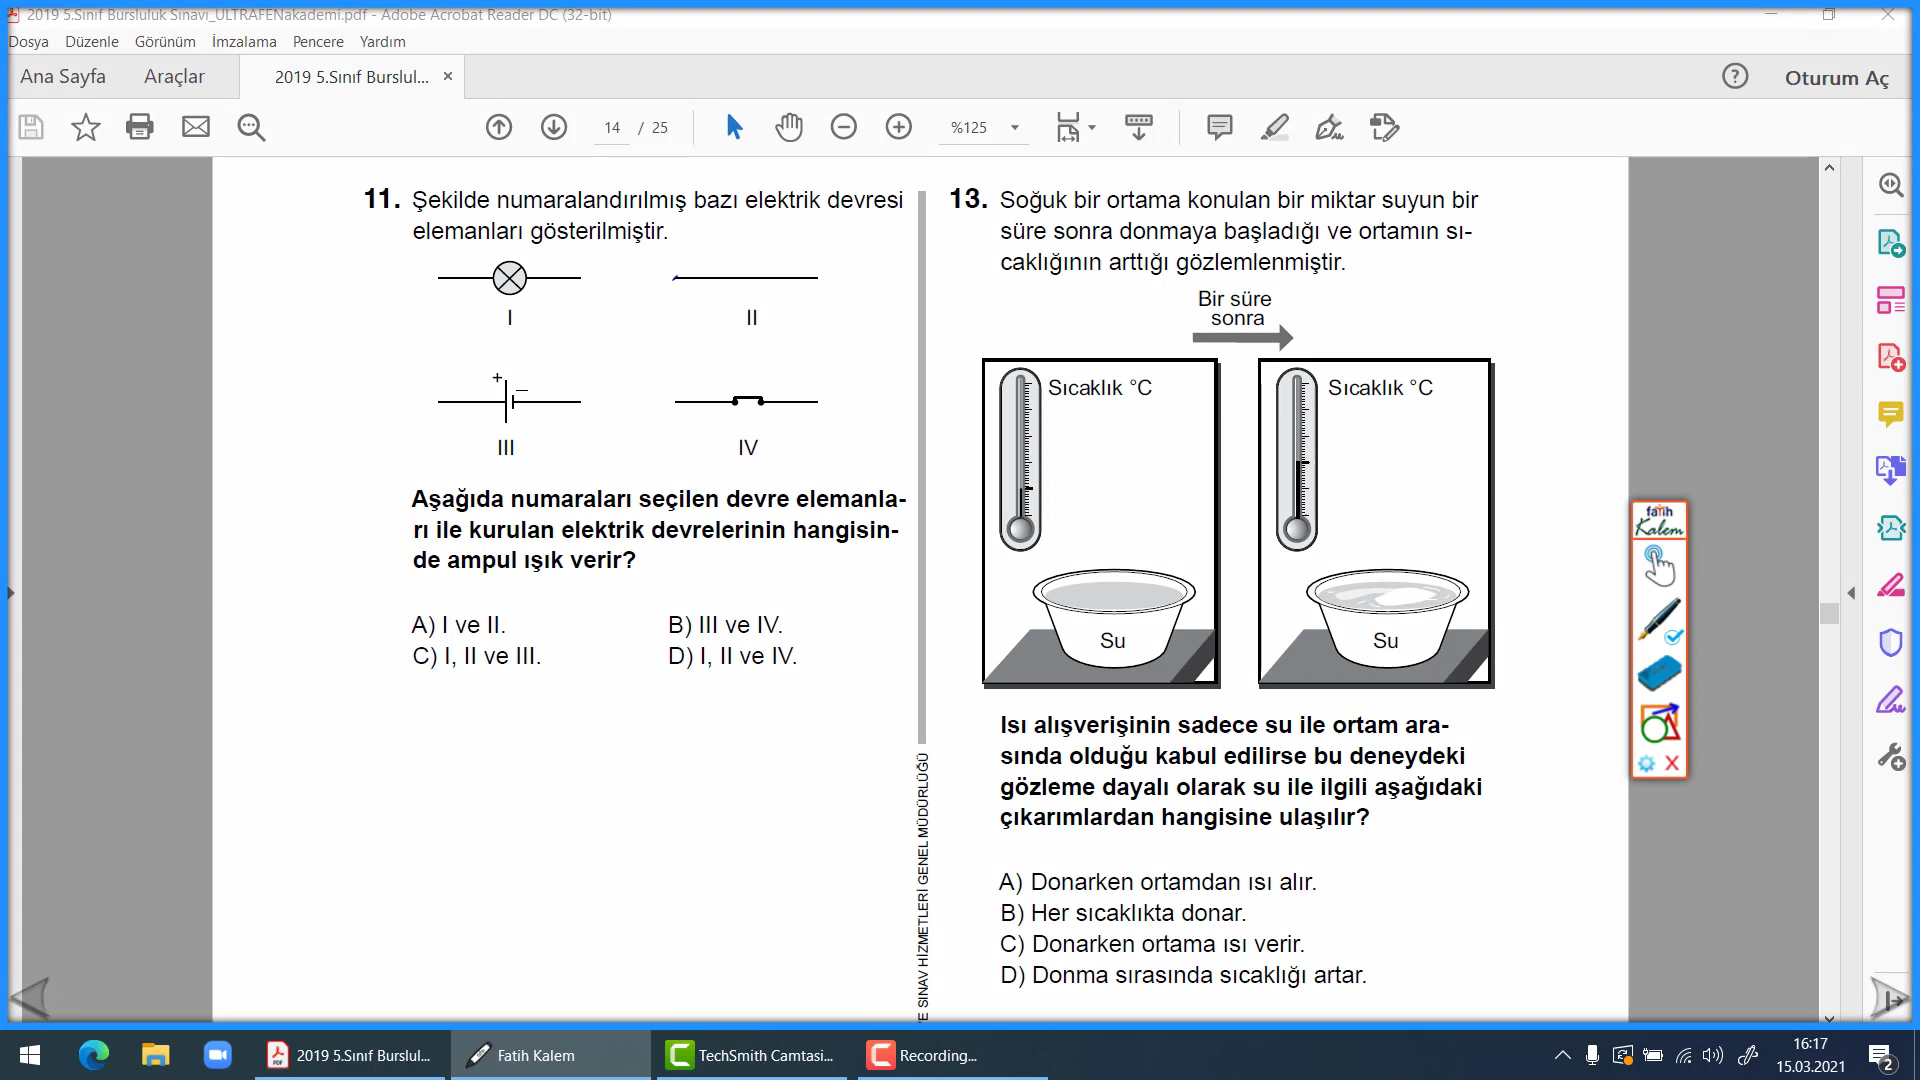 2019 5.Sınıf Bursluluk Sınavı_ULTRAFENakademi.pdf - Adobe Acrobat Reader DC (32-bit)
Dosya Düzenle Görünüm İmzalama Pencere Yardım
Ana Sayfa Araçlar 2019 5.Sınıf Burslul... × Oturum Aç
14 / 25 %125
11. Şekilde numaralandırılmış bazı elektrik devresi
elemanları gösterilmiştir.
I II
+ −
III IV
Aşağıda numaraları seçilen devre elemanla-
rı ile kurulan elektrik devrelerinin hangisin-
de ampul ışık verir?
A) I ve II. B) III ve IV.
C) I, II ve III. D) I, II ve IV.
E SINAV HİZMETLERİ GENEL MÜDÜRLÜĞÜ
13. Soğuk bir ortama konulan bir miktar suyun bir
süre sonra donmaya başladığı ve ortamın sı-
caklığının arttığı gözlemlenmiştir.
Bir süre
sonra
Sıcaklık °C Sıcaklık °C
Su Su
Isı alışverişinin sadece su ile ortam ara-
sında olduğu kabul edilirse bu deneydeki
gözleme dayalı olarak su ile ilgili aşağıdaki
çıkarımlardan hangisine ulaşılır?
A) Donarken ortamdan ısı alır.
B) Her sıcaklıkta donar.
C) Donarken ortama ısı verir.
D) Donma sırasında sıcaklığı artar.
fatih
Kalem
2019 5.Sınıf Burslul... Fatih Kalem TechSmith Camtasi... Recording...
16:17
15.03.2021
2